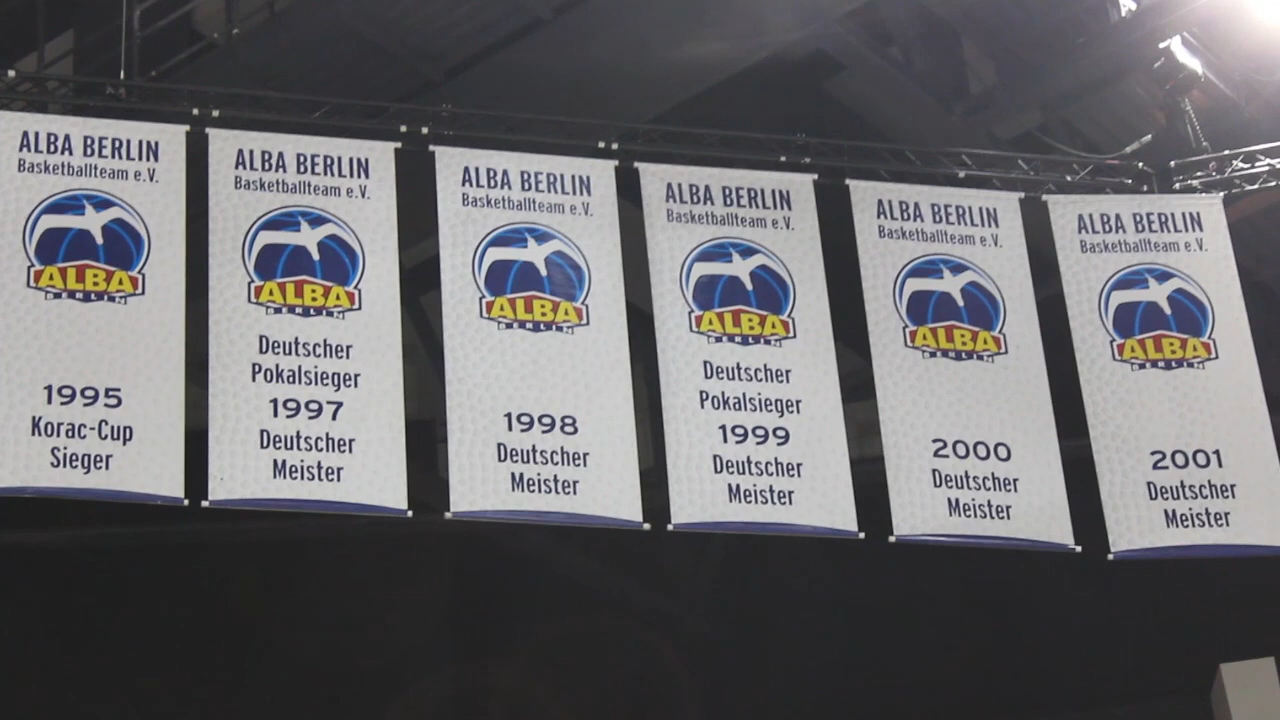 ALBA BERLIN
Basketballteam e.V.
ALBA
BERLIN
1995
Korac-Cup
Sieger
ALBA BERLIN
Basketballteam e.V.
ALBA
BERLIN
Deutscher
Pokalsieger
1997
Deutscher
Meister
ALBA BERLIN
Basketballteam e.V.
ALBA
BERLIN
1998
Deutscher
Meister
ALBA BERLIN
Basketballteam e.V.
ALBA
BERLIN
Deutscher
Pokalsieger
1999
Deutscher
Meister
ALBA BERLIN
Basketballteam e.V.
ALBA
BERLIN
2000
Deutscher
Meister
ALBA BERLIN
Basketballteam e.V.
ALBA
BERLIN
2001
Deutscher
Meister